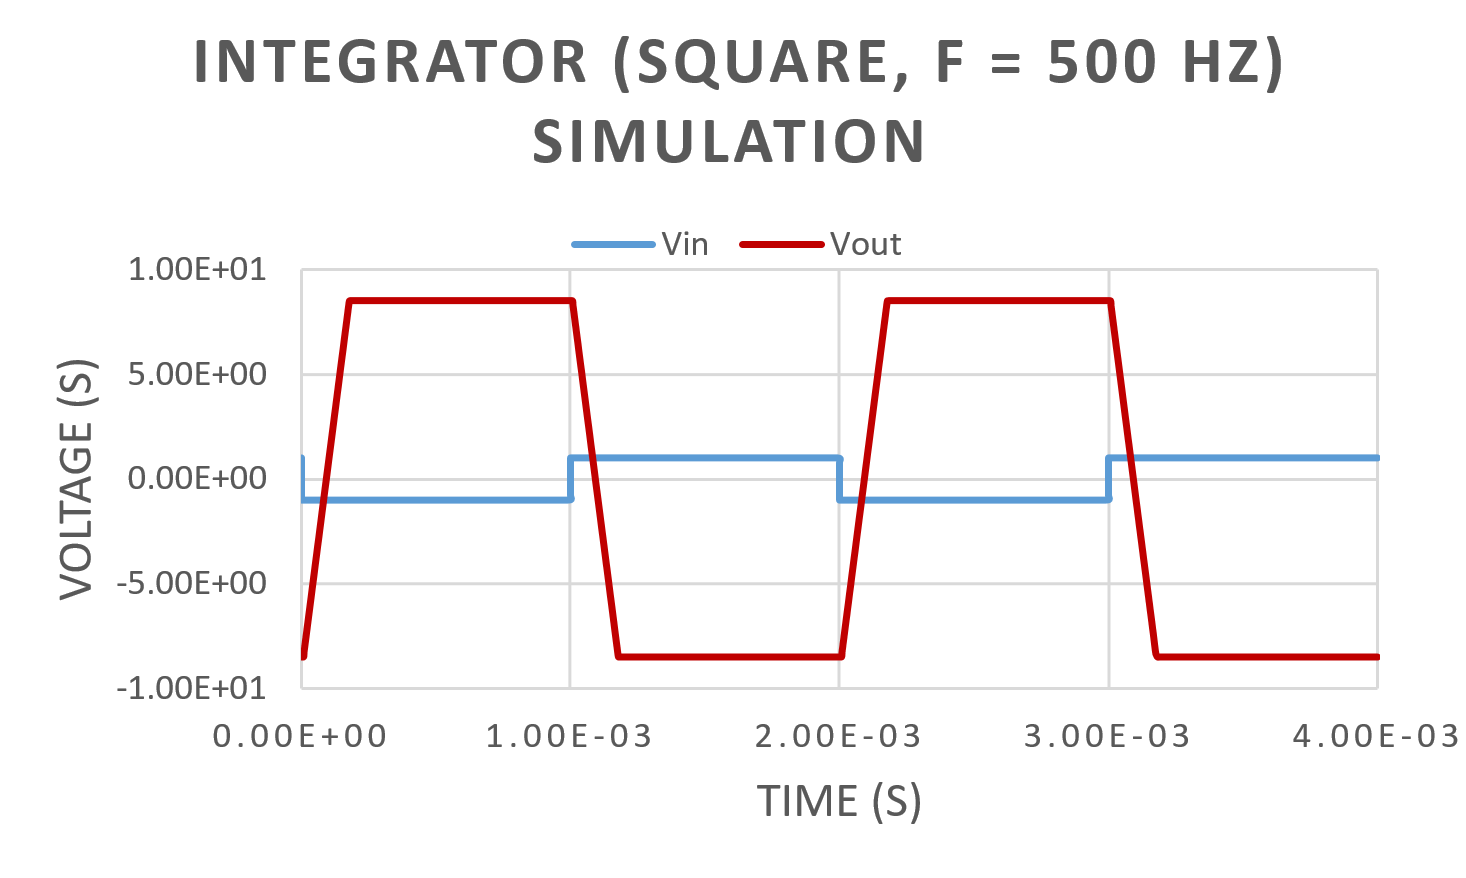 INTEGRATOR (SQUARE, F = 500 HZ)
SIMULATION
Vin Vout
1.00E+01
5.00E+00
0.00E+00
-5.00E+00
-1.00E+01
VOLTAGE (S)
0.00E+00 1.00E-03 2.00E-03 3.00E-03 4.00E-03
TIME (S)